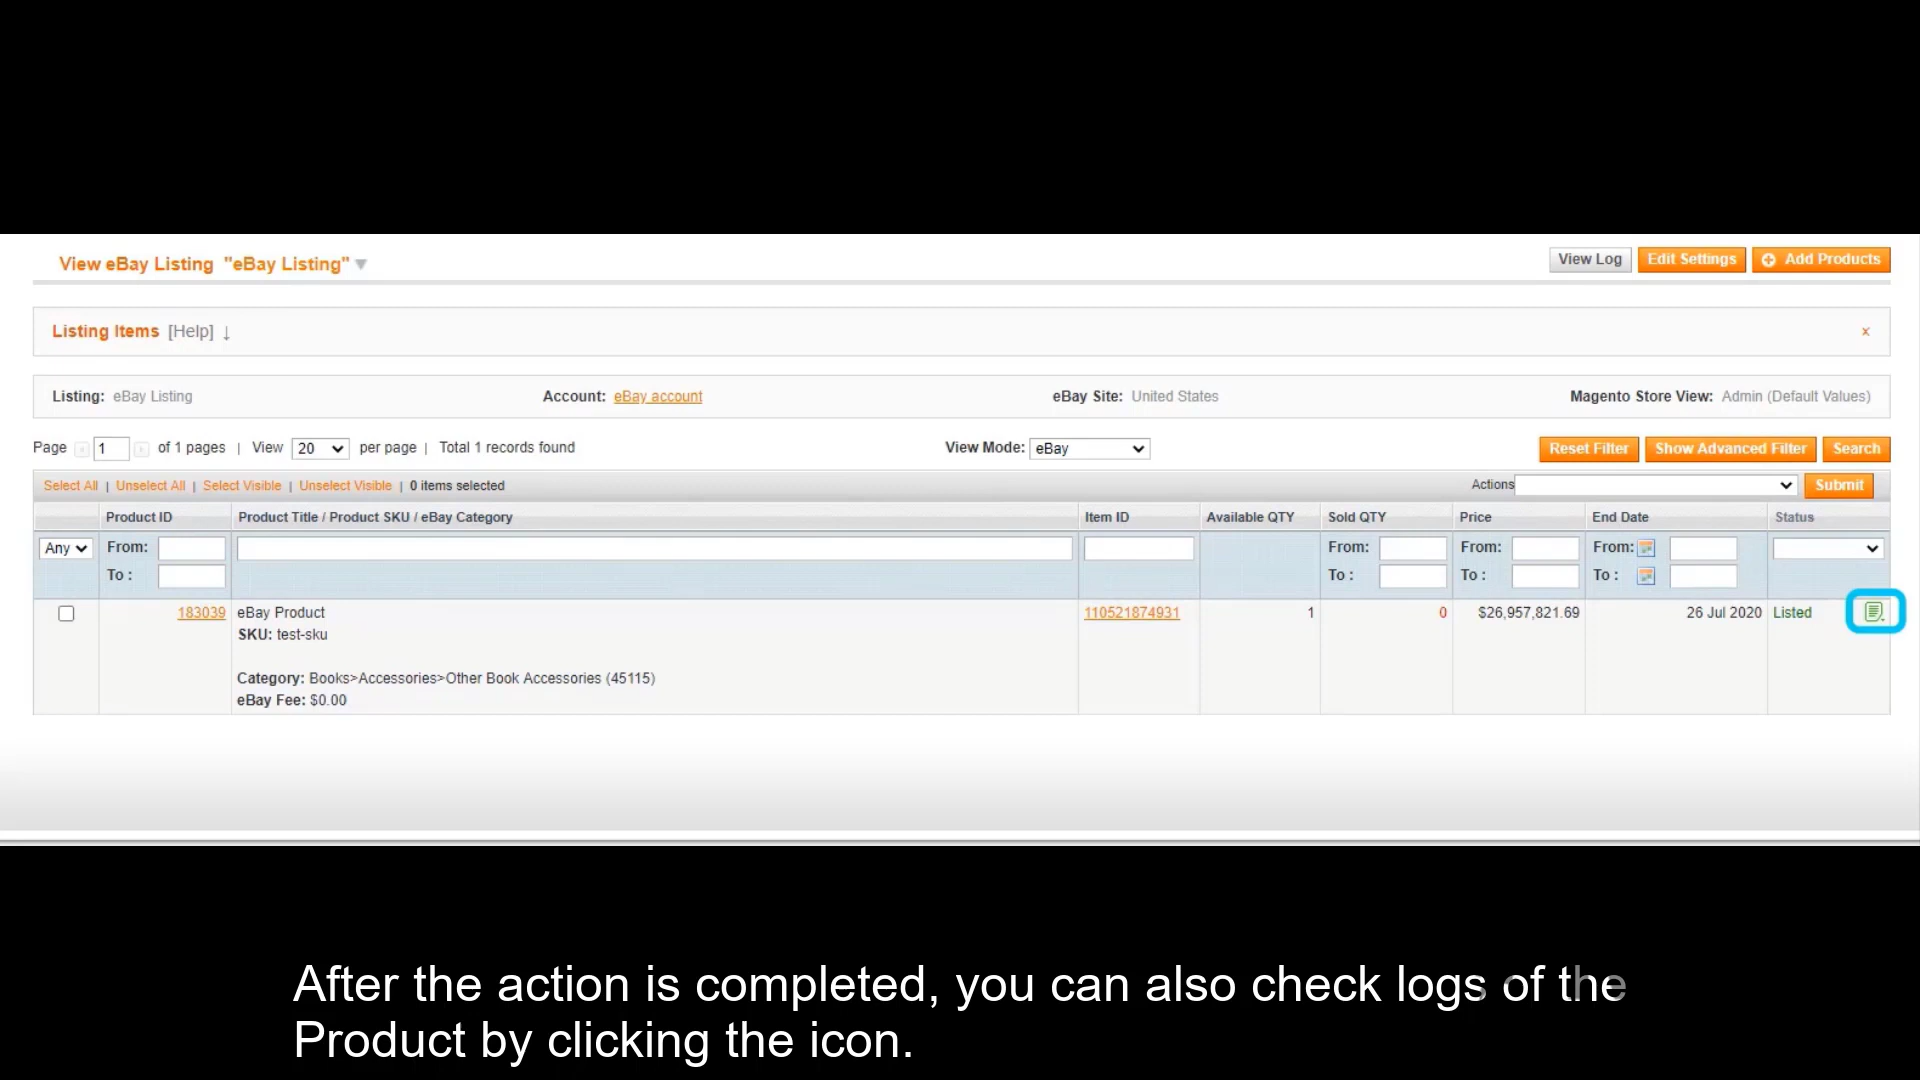 View eBay Listing "eBay Listing"
View Log
Edit Settings
Add Products
Listing Items [Help] ↓
x
Listing: eBay Listing
Account: eBay account
eBay Site: United States
Magento Store View: Admin (Default Values)
Page 1 of 1 pages | View 20 per page | Total 1 records found
View Mode: eBay
Reset Filter
Show Advanced Filter
Search
Select All | Unselect All | Select Visible | Unselect Visible | 0 items selected
Actions
Submit
Product ID
Product Title / Product SKU / eBay Category
Item ID
Available QTY
Sold QTY
Price
End Date
Status
Any
From:
From:
From:
From:
To :
To :
To :
To :
183039
eBay Product
110521874931
1
0
$26,957,821.69
26 Jul 2020
Listed
SKU: test-sku
Category: Books>Accessories>Other Book Accessories (45115)
eBay Fee: $0.00
After the action is completed, you can also check logs of the
Product by clicking the icon.